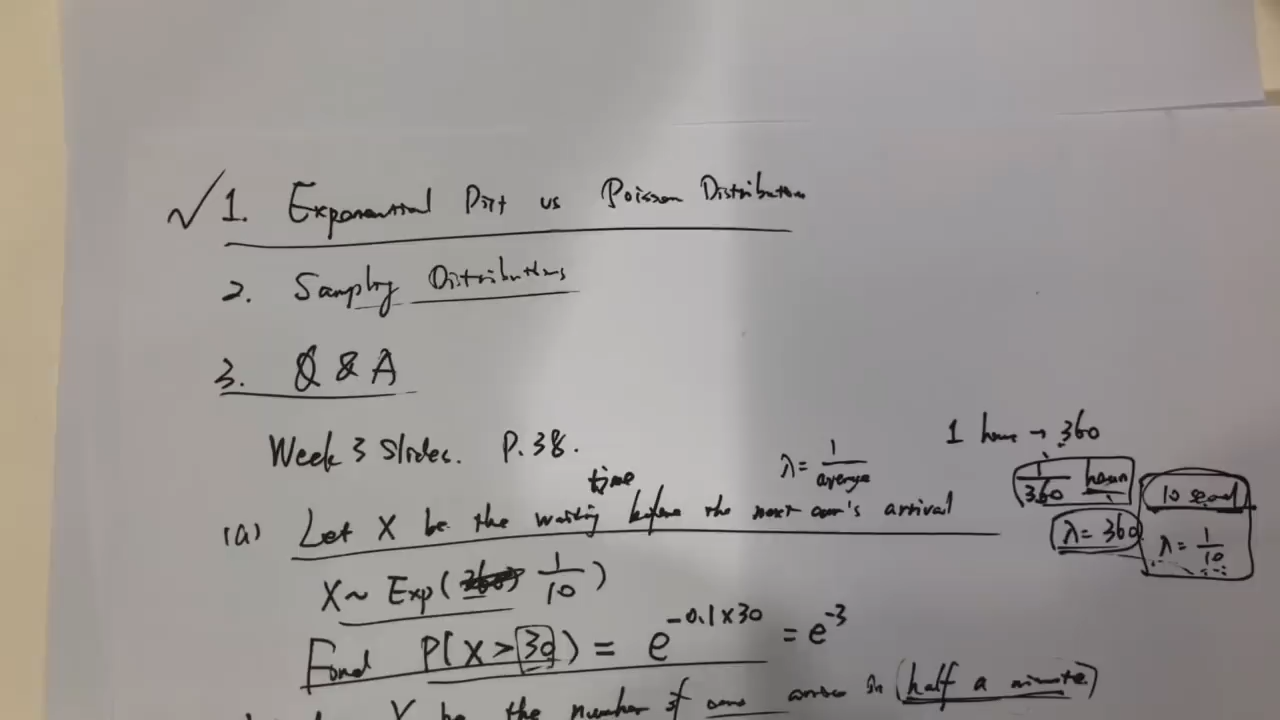 √ 1. Exponential Dist vs Poisson Distribution
2. Sampling Distributions
3. Q & A
Week 3 Slides. P.38.
λ = 1/average
1 hour → 360
1/360 hour
10 second
λ = 360
λ = 1/10
(a) Let X be the waiting time before the next car's arrival
X ~ Exp( 1/10 )
Find P(X > 30) = e^{-0.1×30} = e^{-3}
Y be the number of cars arrive in (half a minute)